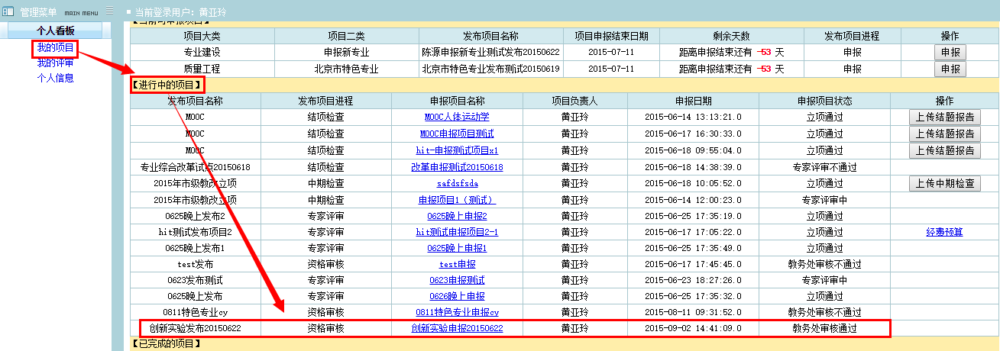 管理菜单 MAIN MENU
当前登录用户: 黄亚玲
个人看板
我的项目
我的评审
个人信息
【当前可申报项目】
项目大类 项目二类 发布项目名称 项目申报结束日期 剩余天数 发布项目进程 操作
专业建设 申报新专业 陈源申报新专业测试发布20150622 2015-07-11 距离申报结束还有 -53 天 申报 申报
质量工程 北京市特色专业 北京市特色专业发布测试20150619 2015-07-11 距离申报结束还有 -53 天 申报 申报
【进行中的项目】
发布项目名称 发布项目进程 申报项目名称 项目负责人 申报日期 申报项目状态 操作
MOOC 结项检查 MOOC人体运动学 黄亚玲 2015-06-14 13:13:21.0 立项通过 上传结题报告
MOOC 结项检查 MOOC申报项目测试 黄亚玲 2015-06-17 16:30:33.0 立项通过 上传结题报告
MOOC 结项检查 hit-申报测试项目x1 黄亚玲 2015-06-18 09:55:04.0 立项通过 上传结题报告
专业综合改革试点20150618 结项检查 改革申报测试20150618 黄亚玲 2015-06-18 14:38:39.0 专家评审不通过
2015年市级教改立项 中期检查 safdsfsda 黄亚玲 2015-06-18 10:05:52.0 立项通过 上传中期检查
2015年市级教改立项 中期检查 申报项目1（测试） 黄亚玲 2015-06-14 12:00:23.0 专家评审中
0625晚上发布2 专家评审 0625晚上申报2 黄亚玲 2015-06-25 17:35:19.0 立项通过
hit测试发布项目2 专家评审 hit测试申报项目2-1 黄亚玲 2015-06-17 17:05:22.0 立项通过 经费预算
0625晚上发布1 专家评审 0625晚上申报1 黄亚玲 2015-06-25 17:35:49.0 立项通过
test发布 资格审核 test申报 黄亚玲 2015-06-17 17:45:45.0 教务处审核不通过
0623发布测试 专家评审 0623申报测试 黄亚玲 2015-06-23 18:27:26.0 专家评审中
0625晚上发布 专家评审 0626晚上申报 黄亚玲 2015-06-25 17:35:32.0 立项通过
0811特色专业cy 资格审核 0811特色专业申报cy 黄亚玲 2015-08-11 09:31:52.0 教务处审核不通过
创新实验发布20150622 资格审核 创新实验申报20150622 黄亚玲 2015-09-02 14:41:09.0 教务处审核通过
【已完成的项目】